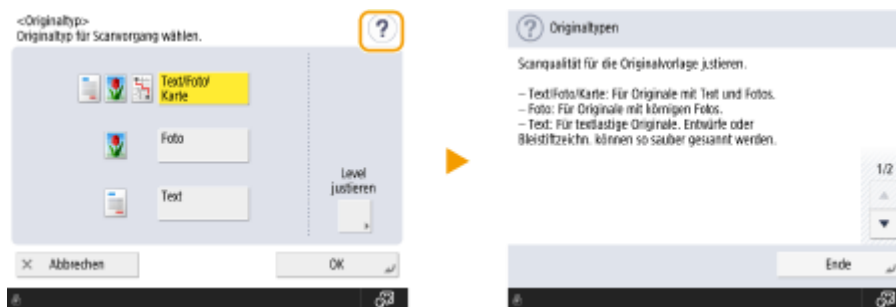 <Originaltyp>
Originaltyp für Scanvorgang wählen.
?
Text/Foto/
Karte
Foto
Text
Level
justieren
× Abbrechen
OK
? Originaltypen
Scanqualität für die Originalvorlage justieren.
– Text/Foto/Karte: Für Originale mit Text und Fotos.
– Foto: Für Originale mit körnigen Fotos.
– Text: Für textlastige Originale. Entwürfe oder
Bleistiftzeichn. können so sauber gescannt werden.
1/2
Ende